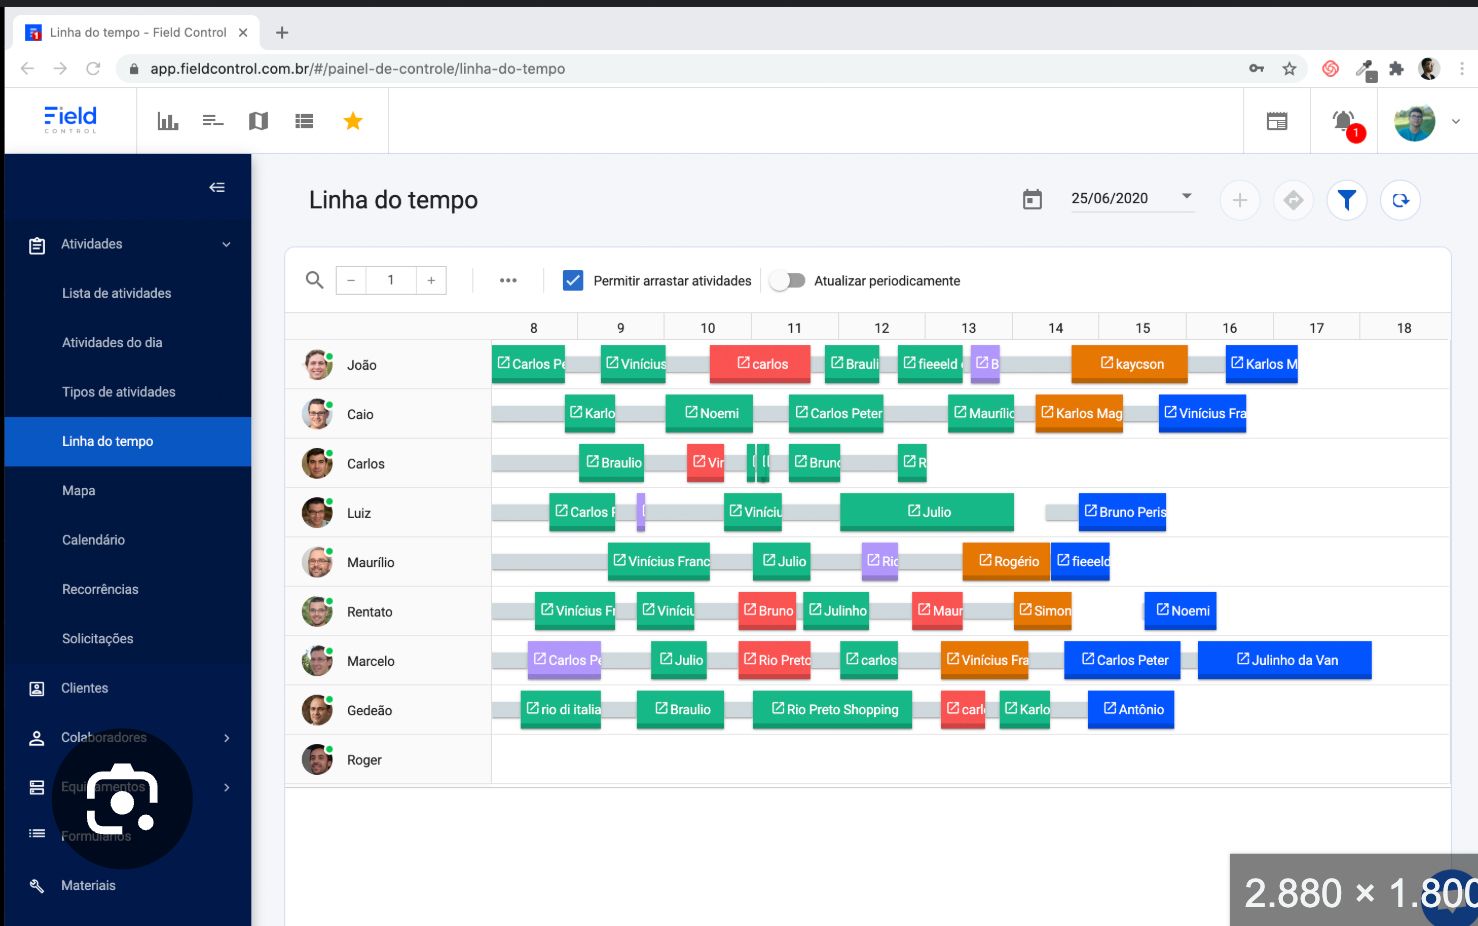 Linha do tempo - Field Control
app.fieldcontrol.com.br/#/painel-de-controle/linha-do-tempo
Field
CONTROL
1
Linha do tempo
25/06/2020
Atividades
Lista de atividades
Atividades do dia
Tipos de atividades
Linha do tempo
Mapa
Calendário
Recorrências
Solicitações
Clientes
Colaboradores
Equipamentos
Formulários
Materiais
− 1 + ••• Permitir arrastar atividades Atualizar periodicamente
8 9 10 11 12 13 14 15 16 17 18
João Carlos Pe Vinícius carlos Brauli fieeeld B kaycson Karlos M
Caio Karlo Noemi Carlos Peter Maurílio Karlos Mag Vinícius Fra
Carlos Braulio Vir Bruno R
Luiz Carlos F Viníciu Julio Bruno Peris
Maurílio Vinícius Franc Julio Ric Rogério fieeeld
Rentato Vinícius Fr Viníciu Bruno Julinho Maur Simon Noemi
Marcelo Carlos Pe Julio Rio Preto carlos Vinícius Fra Carlos Peter Julinho da Van
Gedeão rio di italia Braulio Rio Preto Shopping carl Karlo Antônio
Roger
2.880 × 1.800